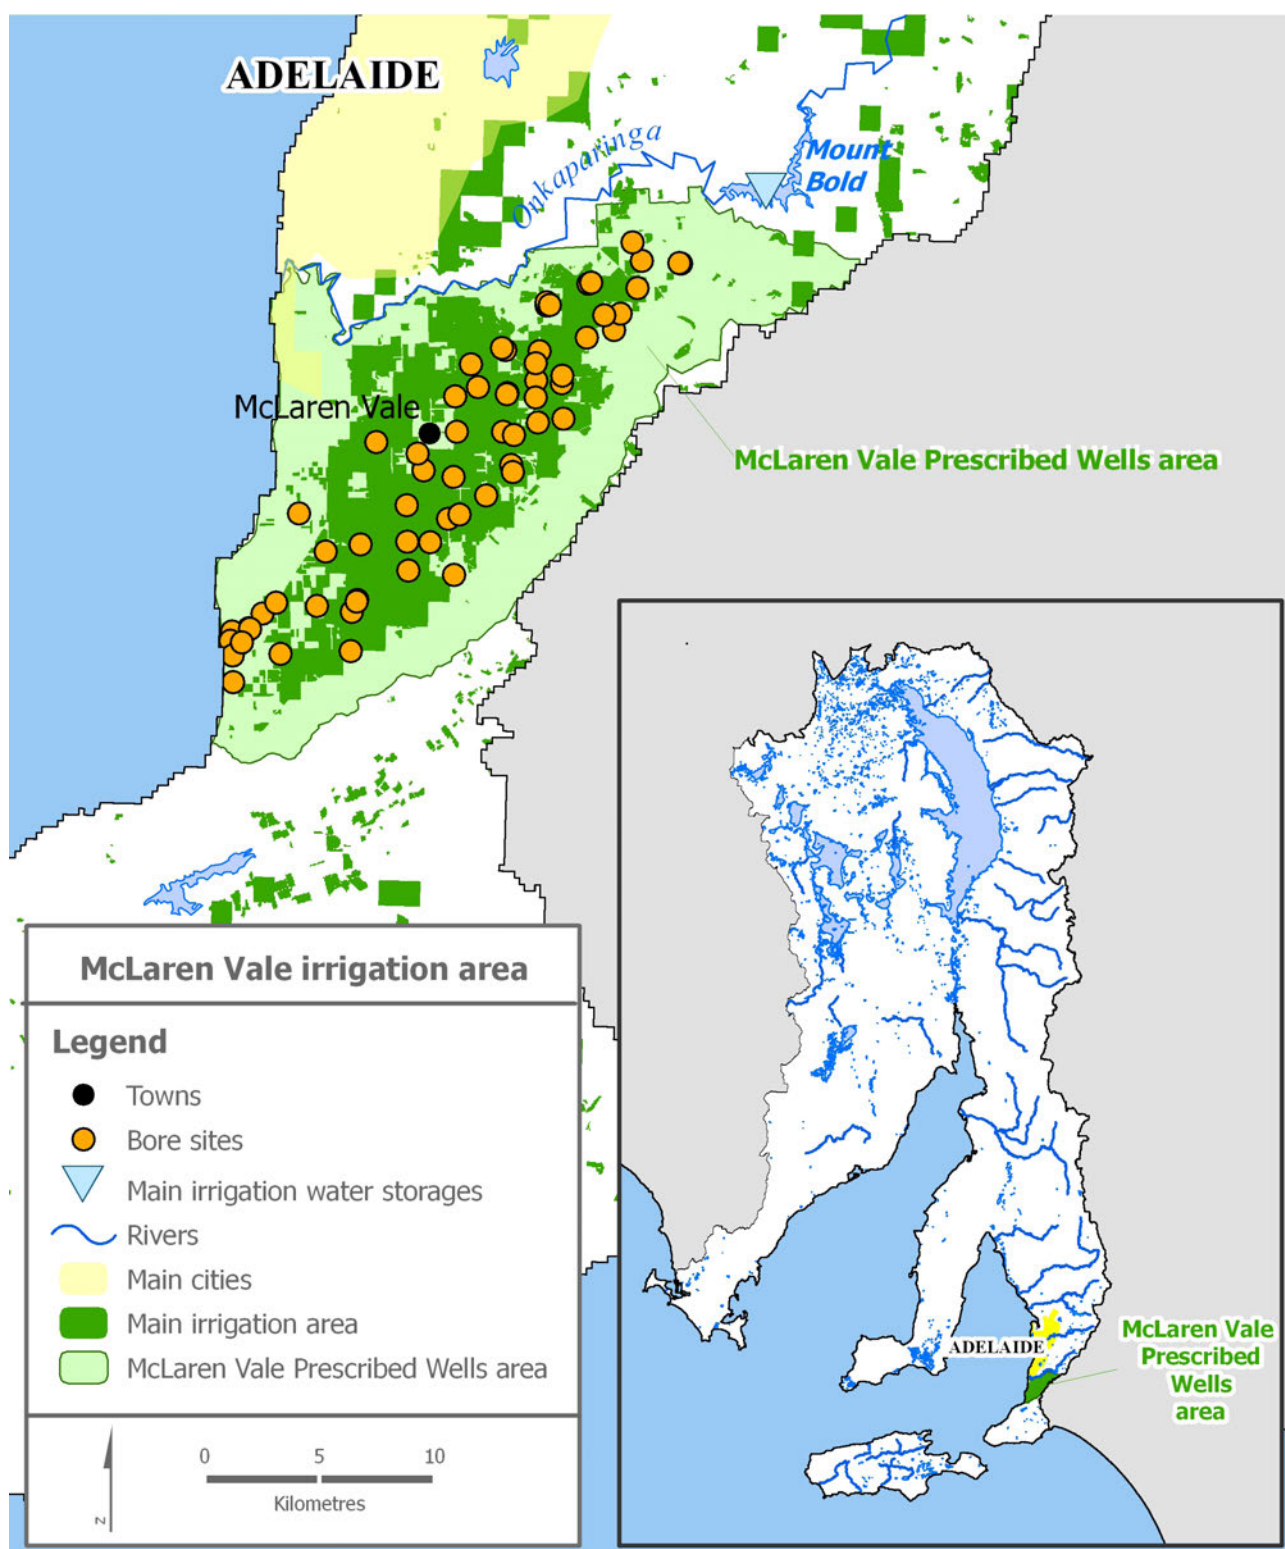 ADELAIDE
Onkaparinga
Mount
Bold
McLaren Vale
McLaren Vale Prescribed Wells area
McLaren Vale irrigation area
Legend
Towns
Bore sites
Main irrigation water storages
Rivers
Main cities
Main irrigation area
McLaren Vale Prescribed Wells area
0 5 10
Kilometres
N
ADELAIDE
McLaren Vale
Prescribed
Wells
area